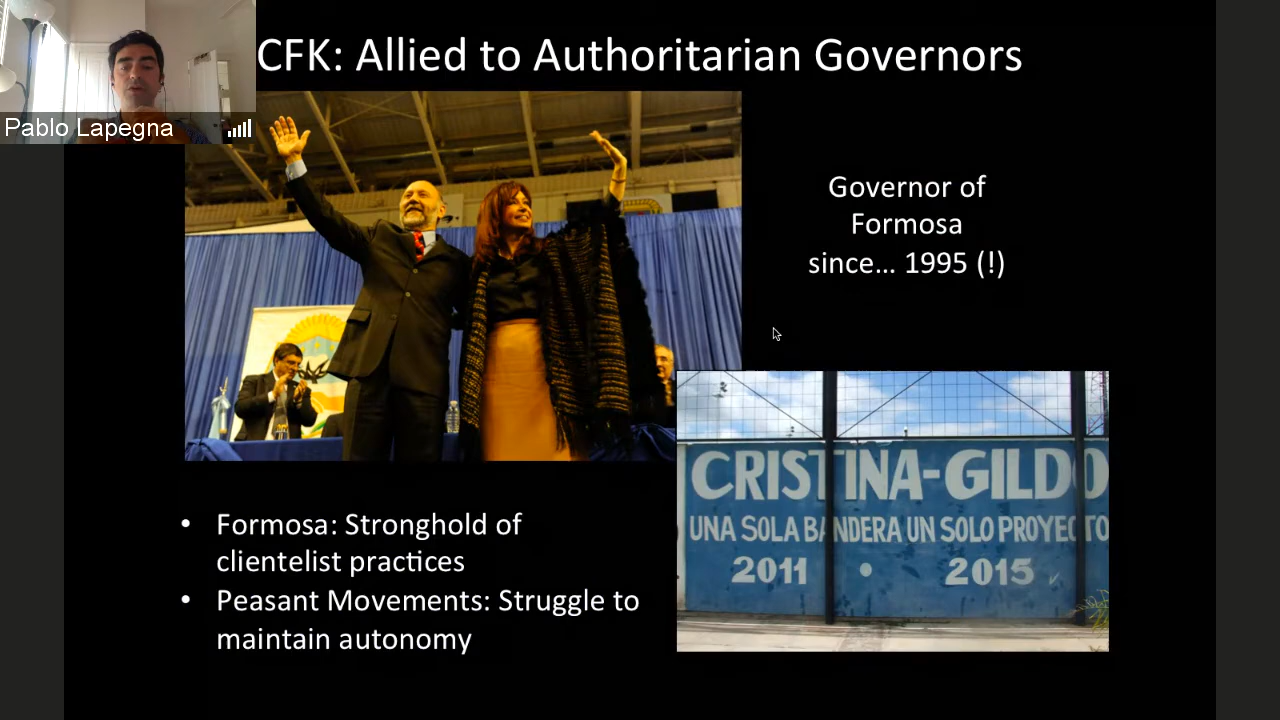 CFK: Allied to Authoritarian Governors
Pablo Lapegna
Governor of
Formosa
since... 1995 (!)
CRISTINA-GILDO
UNA SOLA BANDERA UN SOLO PROYECTO
2011 • 2015
• Formosa: Stronghold of
clientelist practices
• Peasant Movements: Struggle to
maintain autonomy